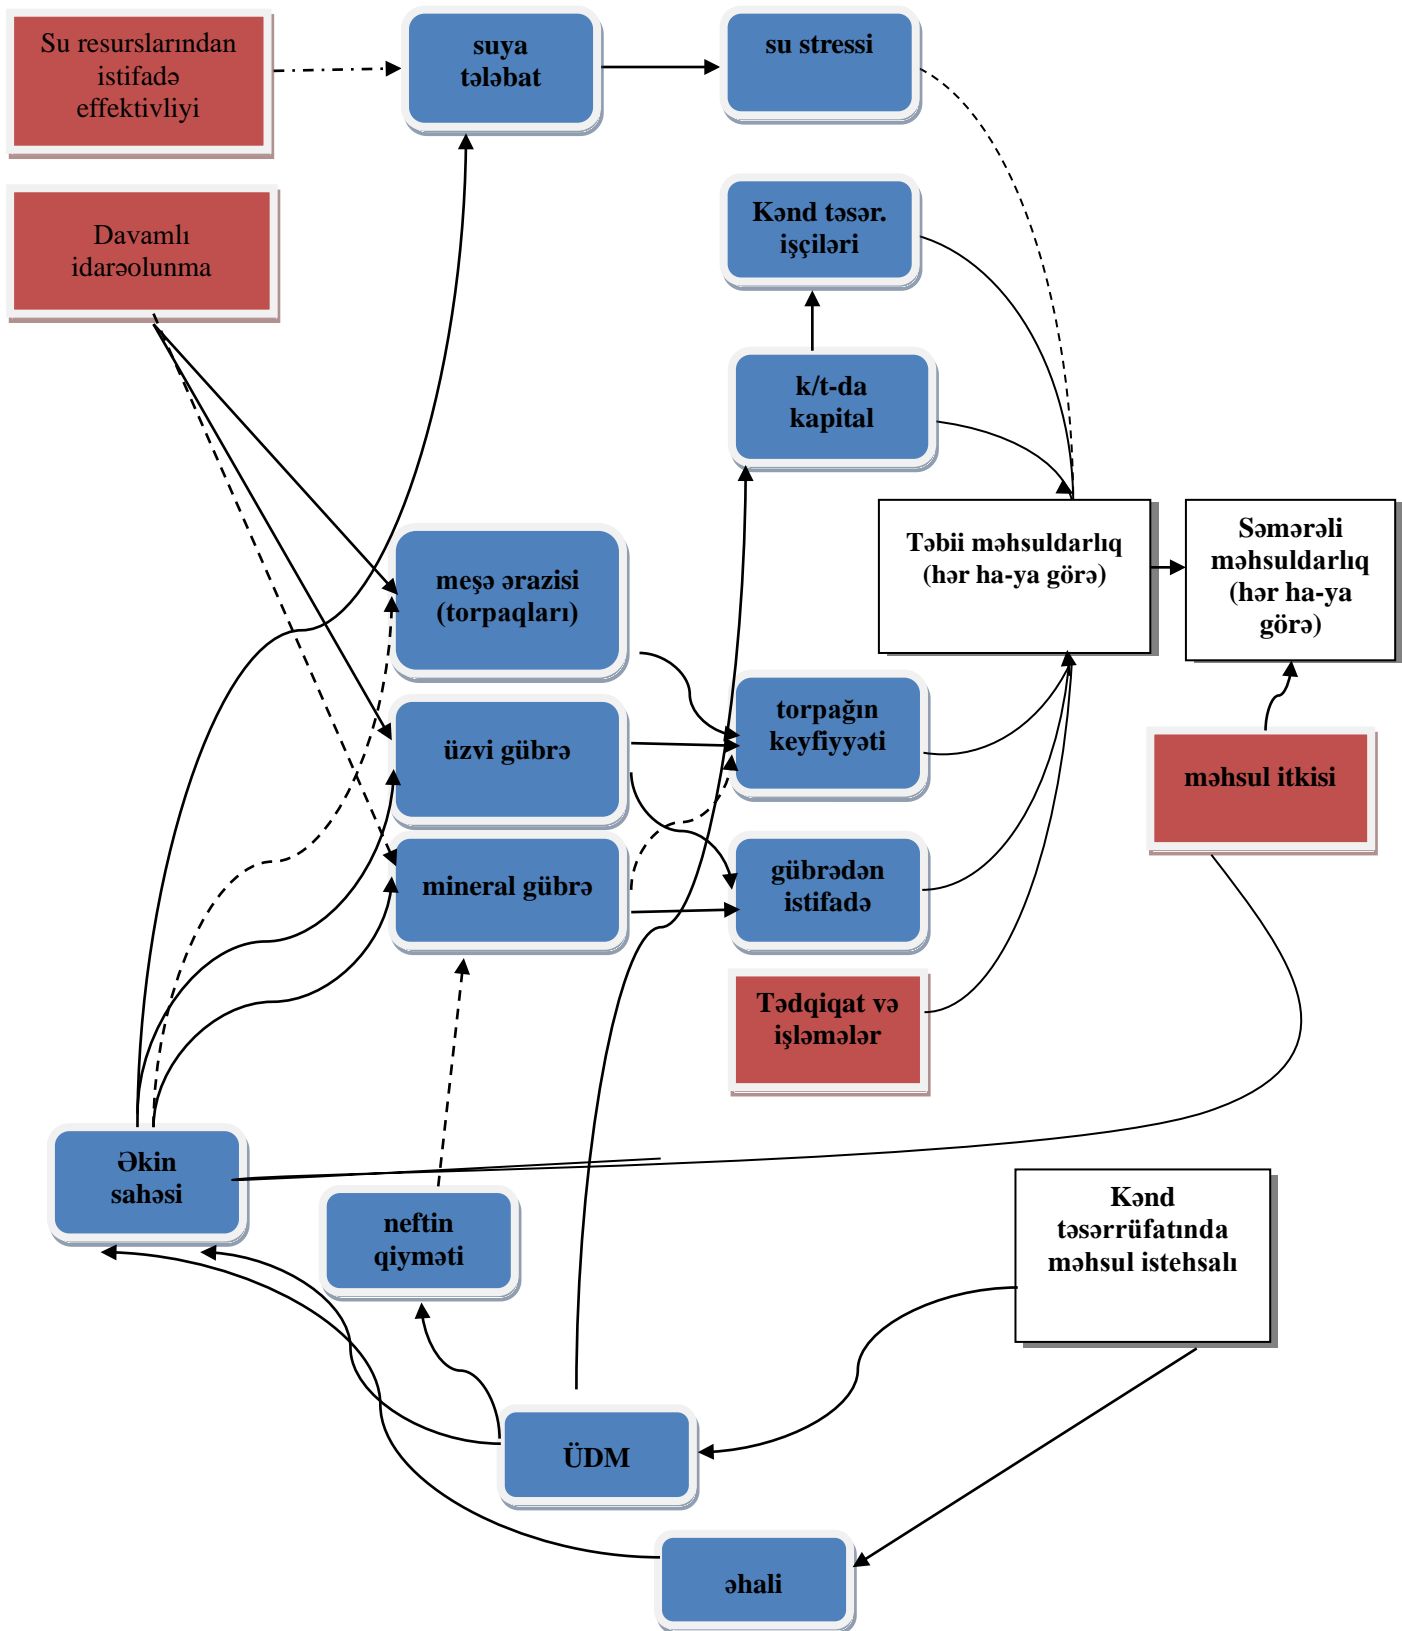 Su resurslarından
istifadə
effektivliyi
suya
tələbat
su stressi
Davamlı
idarəolunma
Kənd təsər.
işçiləri
k/t-da
kapital
Təbii məhsuldarlıq
(hər ha-ya görə)
Səmərəli
məhsuldarlıq
(hər ha-ya
görə)
meşə ərazisi
(torpaqları)
üzvi gübrə
torpağın
keyfiyyəti
məhsul itkisi
mineral gübrə
gübrədən
istifadə
Tədqiqat və
işləmələr
Əkin
sahəsi
neftin
qiyməti
Kənd
təsərrüfatında
məhsul istehsalı
ÜDM
əhali